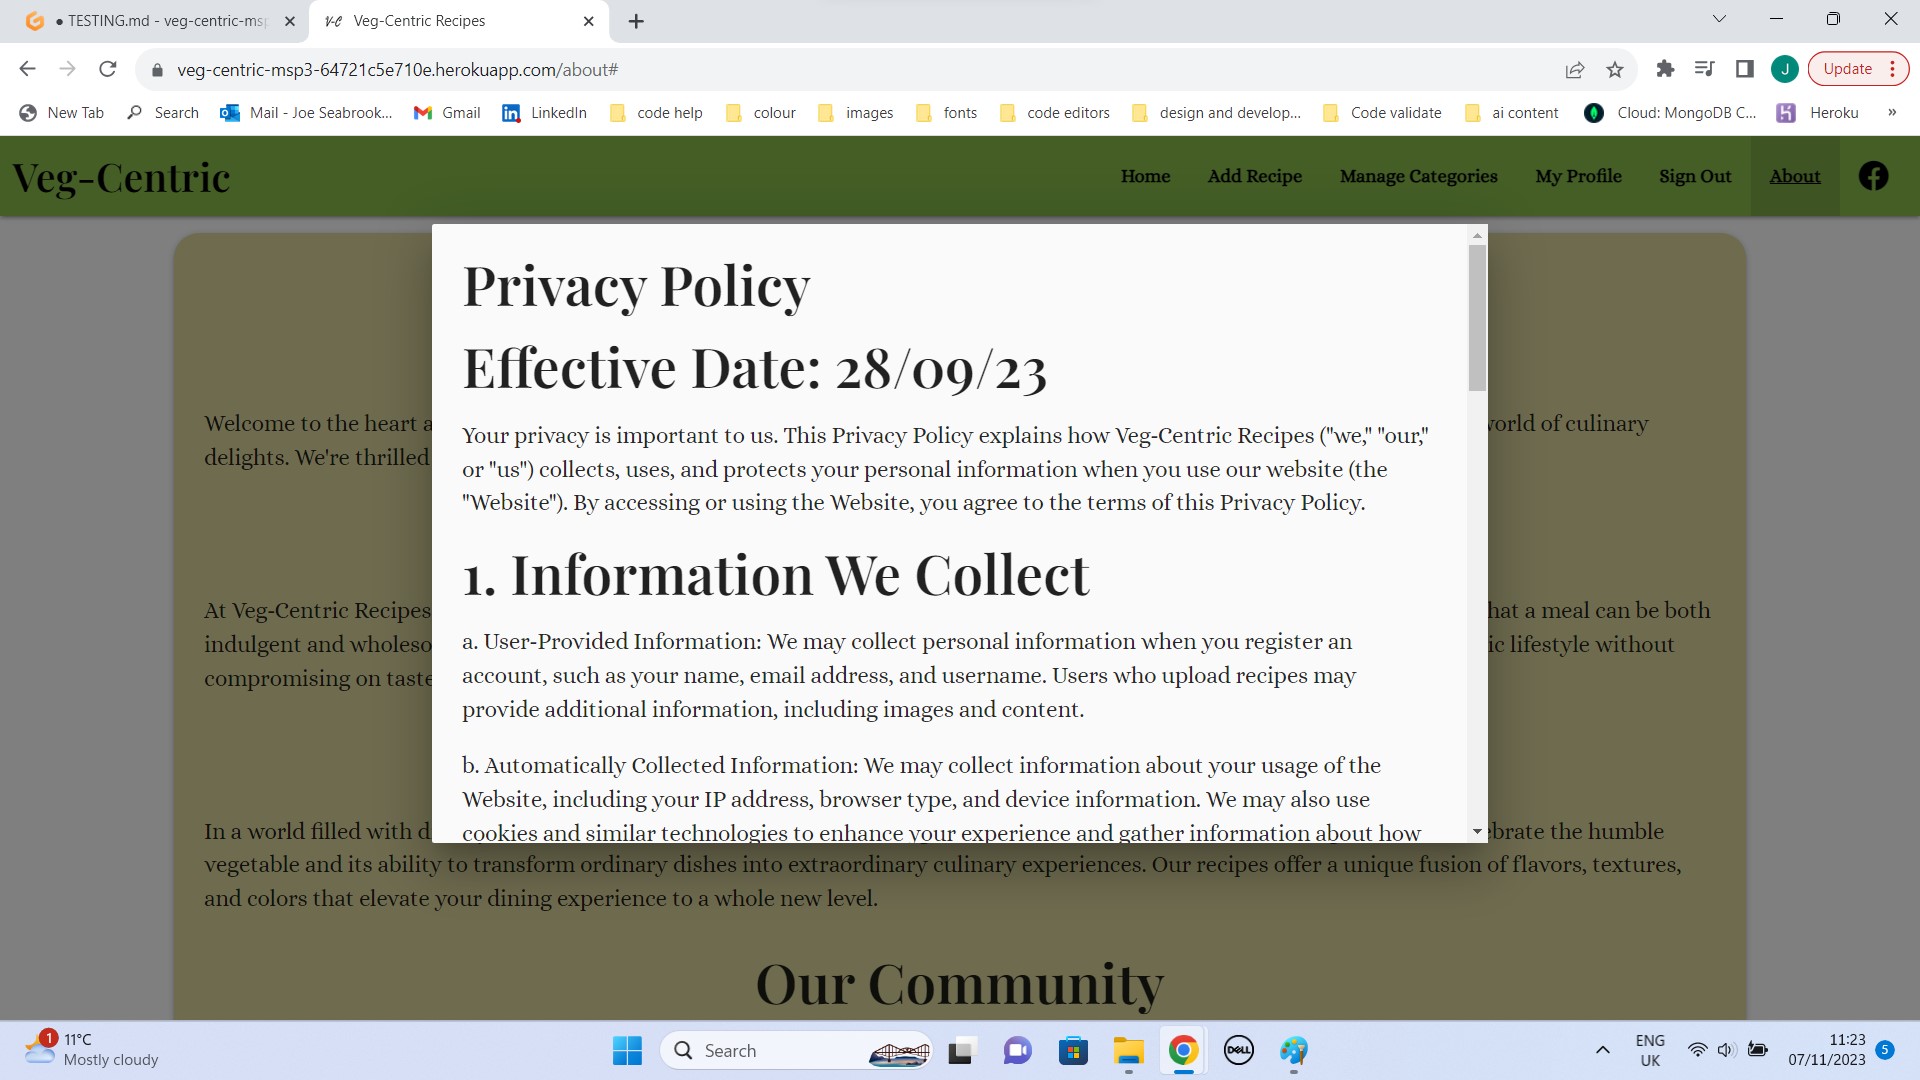 TESTING.md - veg-centric-msp
V-C Veg-Centric Recipes
veg-centric-msp3-64721c5e710e.herokuapp.com/about#
J
Update
New Tab
Search
Mail - Joe Seabrook...
Gmail
in LinkedIn
code help
colour
images
fonts
code editors
design and develop...
Code validate
ai content
Cloud: MongoDB C...
Heroku
»
Veg-Centric
Home
Add Recipe
Manage Categories
My Profile
Sign Out
About
Privacy Policy
Effective Date: 28/09/23
Your privacy is important to us. This Privacy Policy explains how Veg-Centric Recipes ("we," "our,"
or "us") collects, uses, and protects your personal information when you use our website (the
"Website"). By accessing or using the Website, you agree to the terms of this Privacy Policy.
1. Information We Collect
a. User-Provided Information: We may collect personal information when you register an
account, such as your name, email address, and username. Users who upload recipes may
provide additional information, including images and content.
b. Automatically Collected Information: We may collect information about your usage of the
Website, including your IP address, browser type, and device information. We may also use
cookies and similar technologies to enhance your experience and gather information about how
Welcome to the heart
world of culinary
delights. We're thrilled
At Veg-Centric Recipes
that a meal can be both
indulgent and
lifestyle without
compromising on taste
In a world filled with
the humble
vegetable and its ability to transform ordinary dishes into extraordinary culinary experiences. Our recipes offer a unique fusion of flavors, textures,
and colors that elevate your dining experience to a whole new level.
Our Community
1
11°C
Mostly cloudy
Search
DELL
ENG
UK
11:23
07/11/2023
5